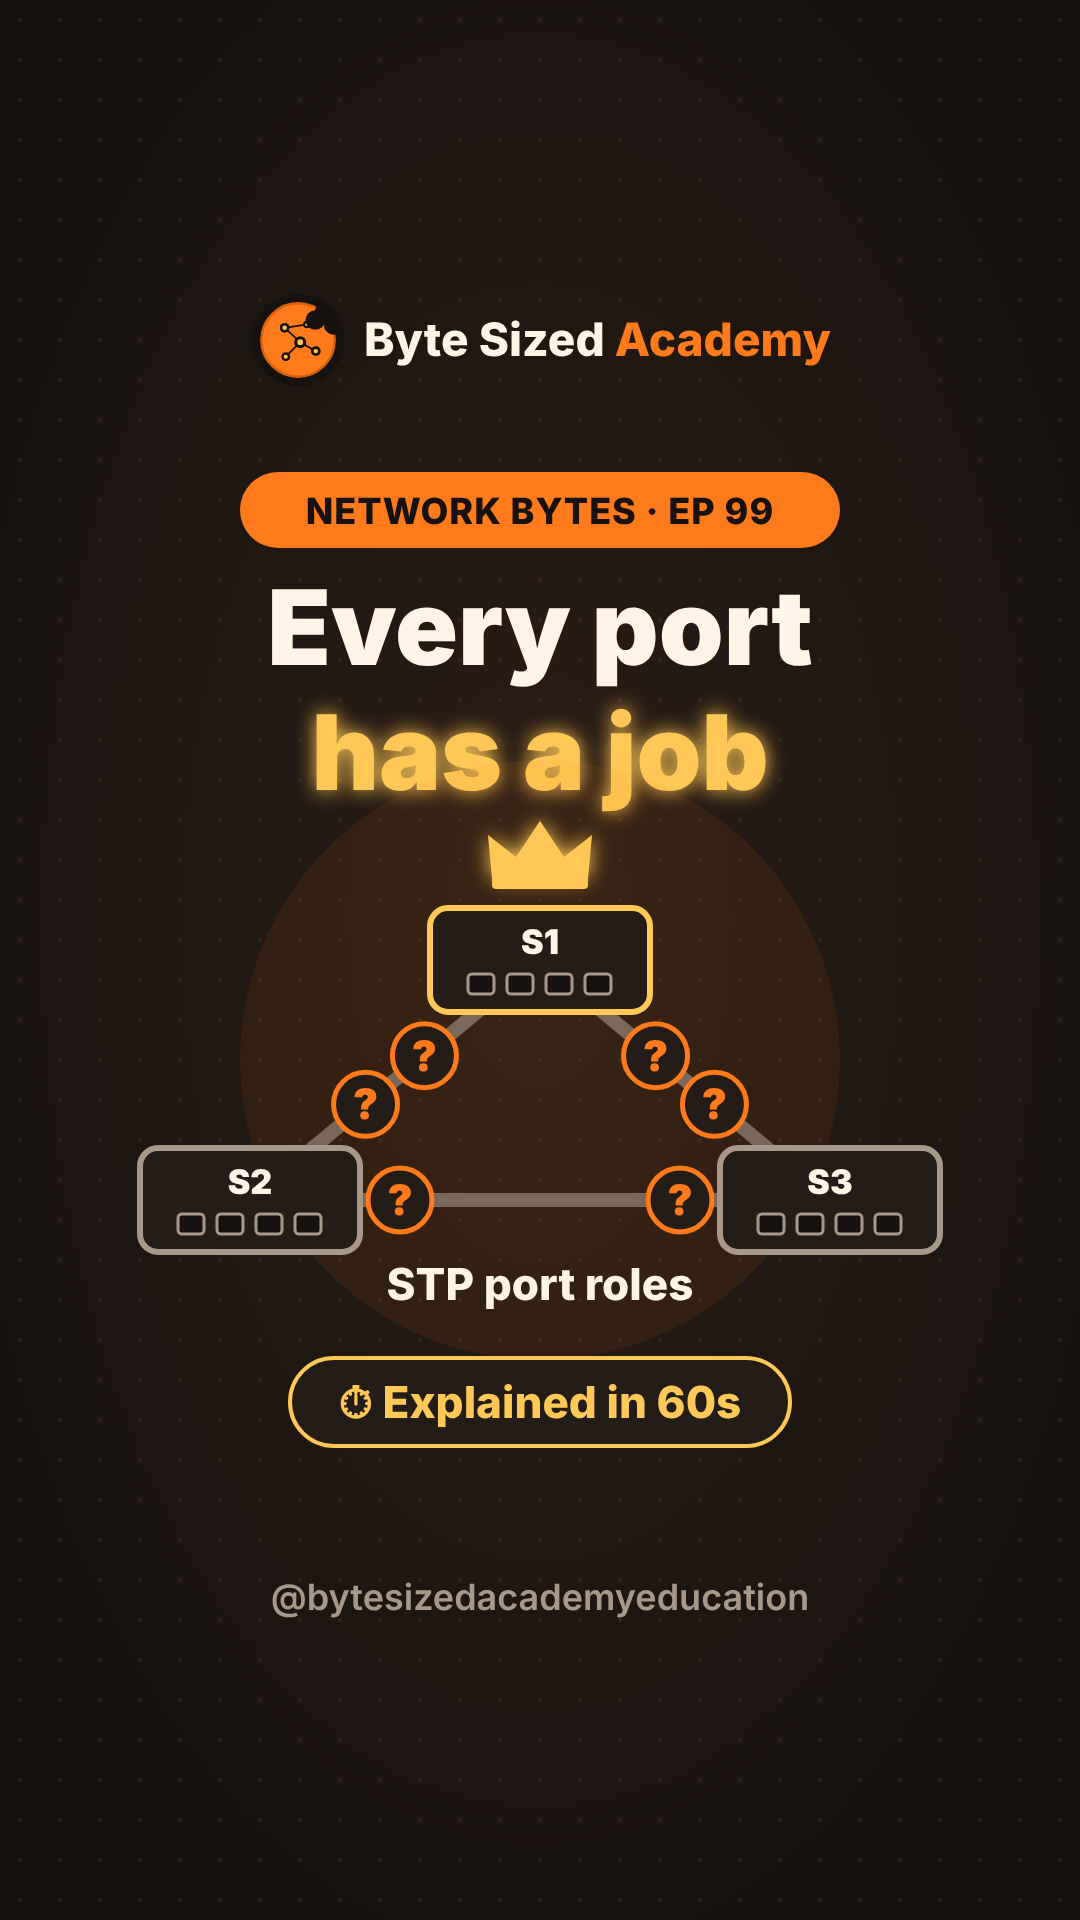 Byte Sized Academy
NETWORK BYTES · EP 99
Every port
has a job
S1
? ?
? ?
S2
S3
? ?
STP port roles
⏱ Explained in 60s
@bytesizedacademyeducation